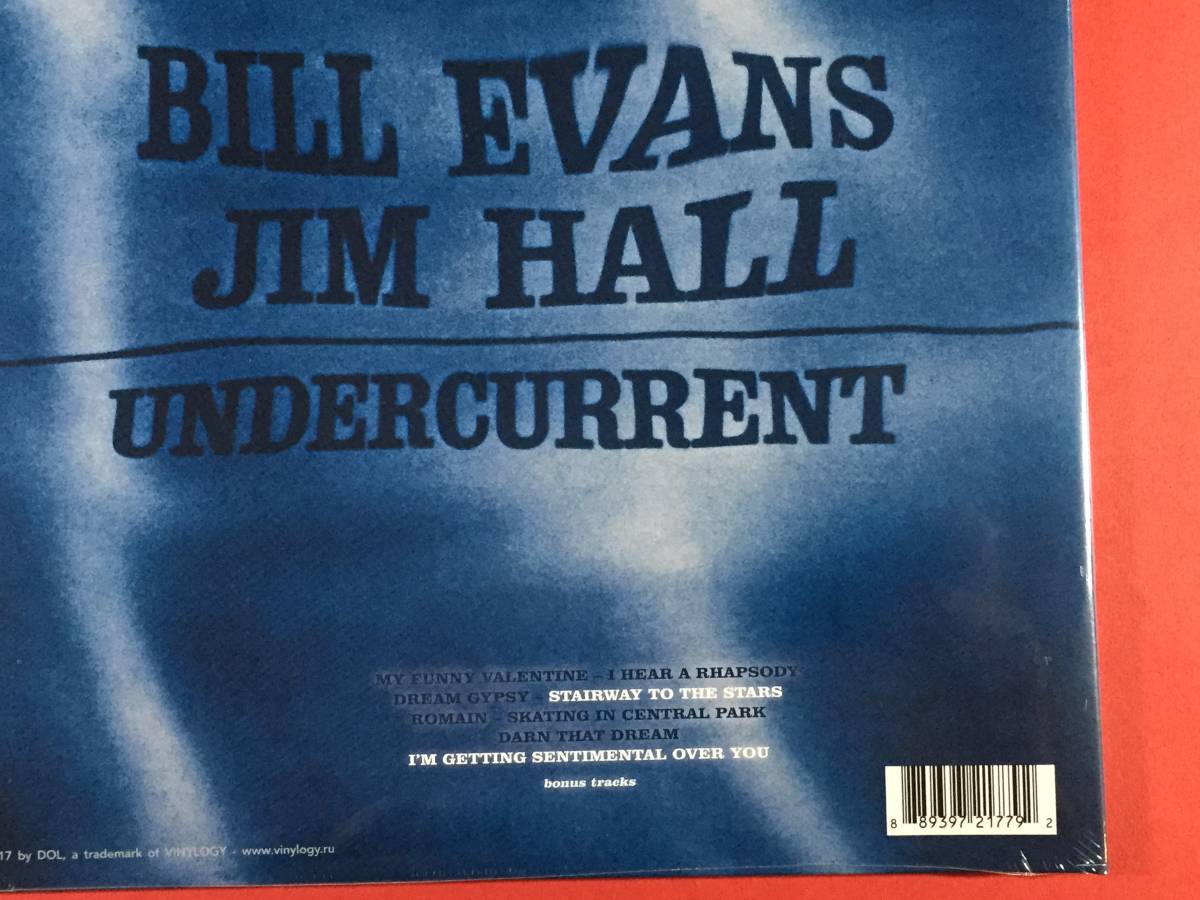 BILL EVANS
JIM HALL
UNDERCURRENT
MY FUNNY VALENTINE – I HEAR A RHAPSODY
DREAM GYPSY – STAIRWAY TO THE STARS
ROMAIN – SKATING IN CENTRAL PARK
DARN THAT DREAM
I'M GETTING SENTIMENTAL OVER YOU
bonus tracks
8 89397 21779 2
17 by DOL, a trademark of VINYLOGY - www.vinylogy.ru